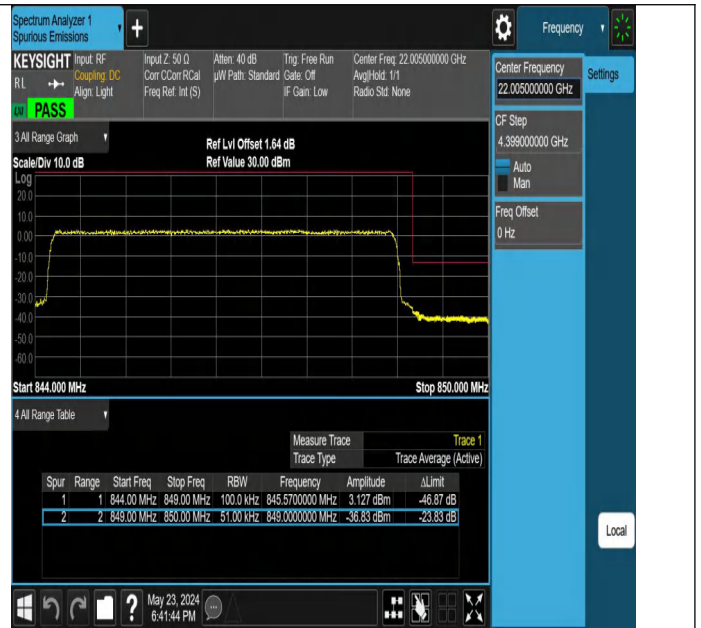 Spectrum Analyzer 1
Spurious Emissions
+
Frequency
KEYSIGHT
RL
LXI PASS
Input: RF
Coupling: DC
Align: Light
Input Z: 50 Ω
Corr CCorr RCal
Freq Ref: Int (S)
Atten: 40 dB
µW Path: Standard
Trig: Free Run
Gate: Off
IF Gain: Low
Center Freq: 22.005000000 GHz
Avg|Hold: 1/1
Radio Std: None
Center Frequency
22.005000000 GHz
Settings
CF Step
4.399000000 GHz
Auto
Man
Freq Offset
0 Hz
3 All Range Graph
Scale/Div 10.0 dB
Ref Lvl Offset 1.64 dB
Ref Value 30.00 dBm
Log
20.0
10.0
0.00
-10.0
-20.0
-30.0
-40.0
-50.0
-60.0
Start 844.000 MHz
Stop 850.000 MHz
4 All Range Table
Measure Trace Trace 1
Trace Type Trace Average (Active)
Spur Range Start Freq Stop Freq RBW Frequency Amplitude ΔLimit
1 1 844.00 MHz 849.00 MHz 100.0 kHz 845.5700000 MHz 3.127 dBm -46.87 dB
2 2 849.00 MHz 850.00 MHz 51.00 kHz 849.0000000 MHz -36.83 dBm -23.83 dB
Local
?
May 23, 2024
6:41:44 PM